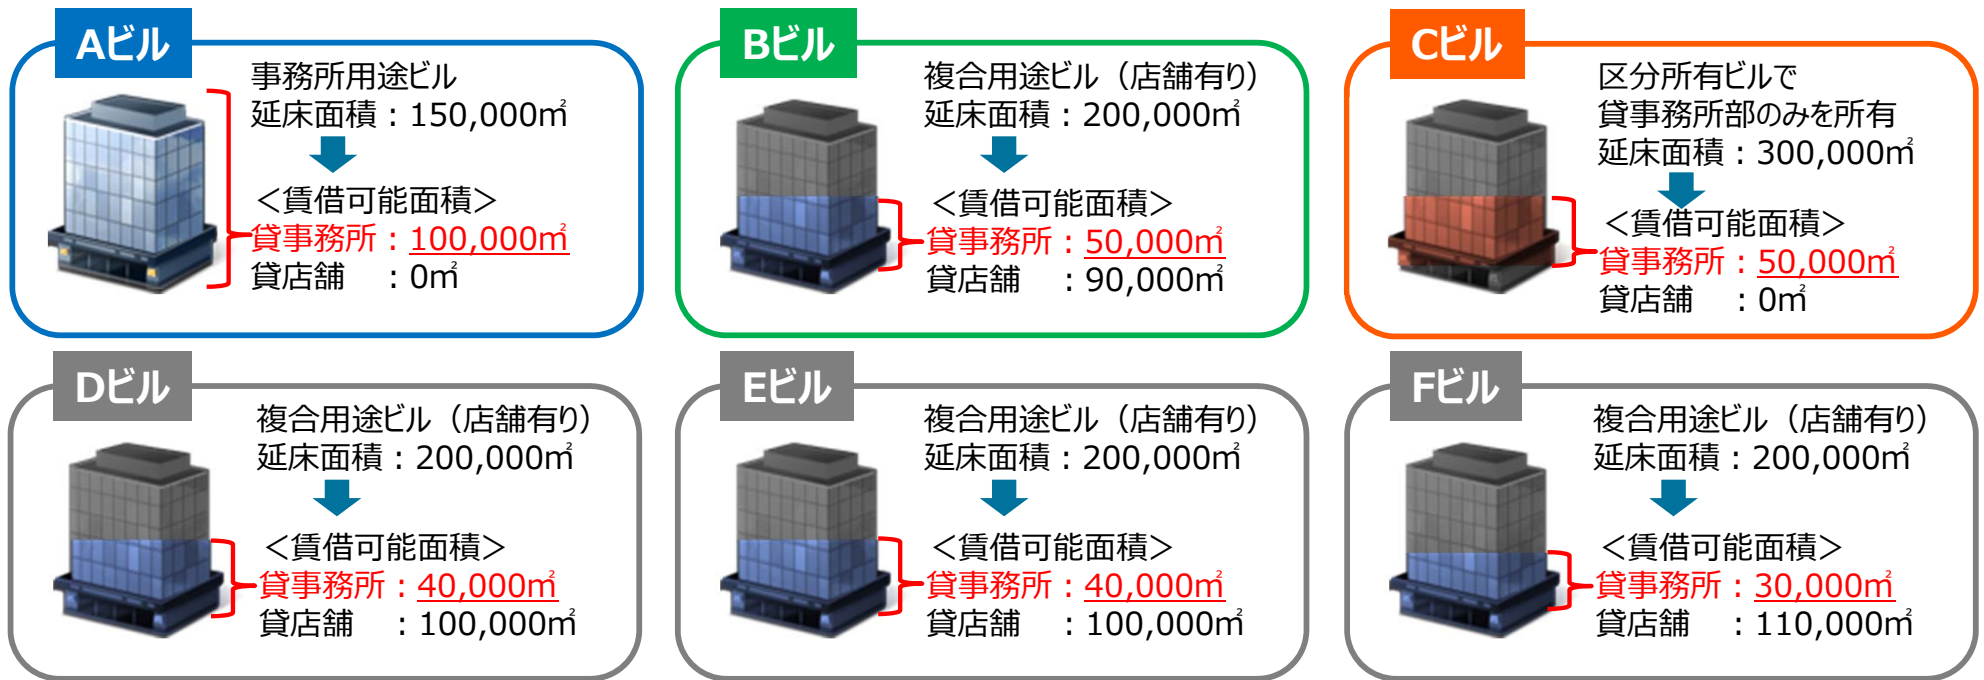 Aビル
事務所用途ビル
延床面積：150,000㎡
＜賃借可能面積＞
貸事務所：100,000㎡
貸店舗　：0㎡
Bビル
複合用途ビル（店舗有り）
延床面積：200,000㎡
＜賃借可能面積＞
貸事務所：50,000㎡
貸店舗　：90,000㎡
Cビル
区分所有ビルで
貸事務所部のみを所有
延床面積：300,000㎡
＜賃借可能面積＞
貸事務所：50,000㎡
貸店舗　：0㎡
Dビル
複合用途ビル（店舗有り）
延床面積：200,000㎡
＜賃借可能面積＞
貸事務所：40,000㎡
貸店舗　：100,000㎡
Eビル
複合用途ビル（店舗有り）
延床面積：200,000㎡
＜賃借可能面積＞
貸事務所：40,000㎡
貸店舗　：100,000㎡
Fビル
複合用途ビル（店舗有り）
延床面積：200,000㎡
＜賃借可能面積＞
貸事務所：30,000㎡
貸店舗　：110,000㎡